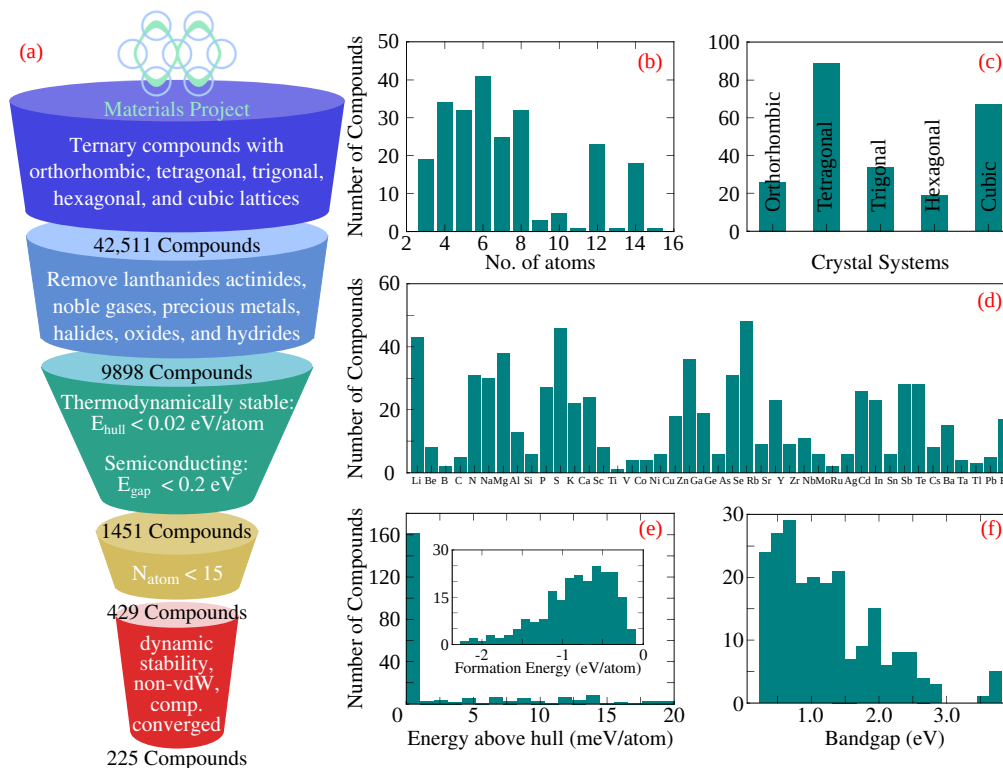 (a)
Materials Project
Ternary compounds with
orthorhombic, tetragonal, trigonal,
hexagonal, and cubic lattices
42,511 Compounds
Remove lanthanides actinides,
noble gases, precious metals,
halides, oxides, and hydrides
9898 Compounds
Thermodynamically stable:
E_hull < 0.02 eV/atom
Semiconducting:
E_gap < 0.2 eV
1451 Compounds
N_atom < 15
429 Compounds
dynamic
stability,
non-vdW,
comp.
converged
225 Compounds
(b)
Number of Compounds
50
40
30
20
10
0
2 4 6 8 10 12 14 16
No. of atoms
(c)
100
80
60
40
20
0
Orthorhombic
Tetragonal
Trigonal
Hexagonal
Cubic
Crystal Systems
(d)
Number of Compounds
60
40
20
0
Li Be B C N Na Mg Al Si P S K Ca Sc Ti V Co Ni Cu Zn Ga Ge As Se Rb Sr Y Zr Nb Mo Ru Ag Cd In Sn Sb Te Cs Ba Ta Tl Pb
(e)
Number of Compounds
160
120
80
40
0
0 5 10 15 20
Energy above hull (meV/atom)
30
15
0
-2 -1 0
Formation Energy (eV/atom)
(f)
30
20
10
0
1.0 2.0 3.0
Bandgap (eV)